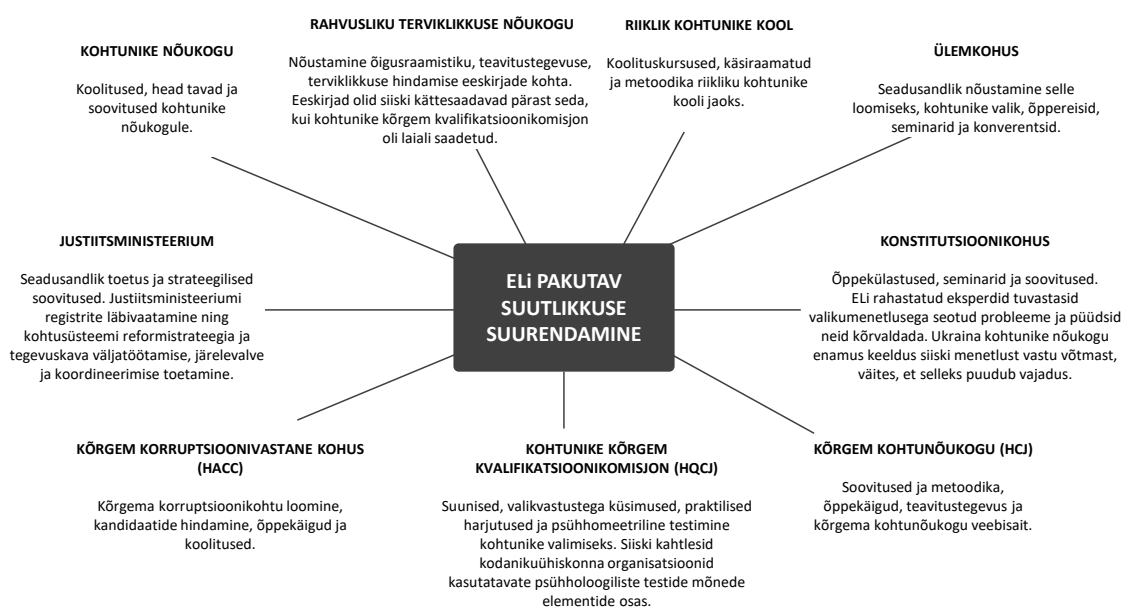 KOHTUNIKE NÕUKOGU
Koolitused, head tavad ja
soovitused kohtunike
nõukogule.
RAHVUSLIKU TERVIKLIKKUSE NÕUKOGU
Nõustamine õigusraamistiku, teavitustegevuse,
terviklikkuse hindamise eeskirjade kohta.
Eeskirjad olid siiski kättesaadavad pärast seda,
kui kohtunike kõrgem kvalifikatsioonikomisjon
oli laiali saadetud.
RIIKLIK KOHTUNIKE KOOL
Koolituskursused, käsiraamatud
ja metoodika riikliku kohtunike
kooli jaoks.
ÜLEMKOHUS
Seadusandlik nõustamine selle
loomiseks, kohtunike valik, õppereisid,
seminarid ja konverentsid.
JUSTIITSMINISTEERIUM
Seadusandlik toetus ja strateegilised
soovitused. Justiitsministeeriumi
registrite läbivaatamine ning
kohtusüsteemi reformistrateegia ja
tegevuskava väljatöötamise, järelevalve
ja koordineerimise toetamine.
ELi PAKUTAV
SUUTLIKKUSE
SUURENDAMINE
KONSTITUTSIOONIKOHUS
Õppekülastused, seminarid ja soovitused.
ELi rahastatud eksperdid tuvastasid
valikumenetlusega seotud probleeme ja püüdsid
neid kõrvaldada. Ukraina kohtunike nõukogu
enamus keeldus siiski menetlust vastu võtmast,
väites, et selleks puudub vajadus.
KÕRGEM KORRUPTSIOONIVASTANE KOHUS
(HACC)
Kõrgema korruptsioonikohtu loomine,
kandidaatide hindamine, õppekäigud ja
koolitused.
KOHTUNIKE KÕRGEM
KVALIFIKATSIOONIKOMISJON (HQCJ)
Suunised, valikvastustega küsimused, praktilised
harjutused ja psühhomeetriline testimine
kohtunike valimiseks. Siiski kahtlesid
kodanikuühiskonna organisatsioonid
kasutatavate psühholoogiliste testide mõnede
elementide osas.
KÕRGEM KOHTUNÕUKOGU (HCJ)
Soovitused ja metoodika,
õppekäigud, teavitustegevus ja
kõrgema kohtunõukogu veebisait.